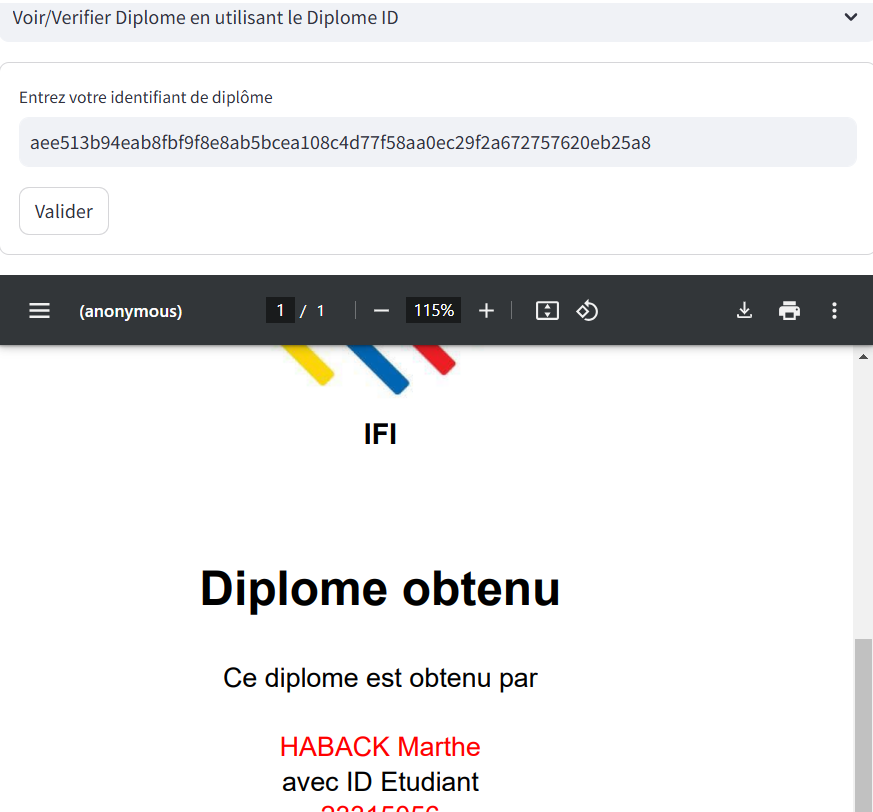 Voir/Verifier Diplome en utilisant le Diplome ID
Entrez votre identifiant de diplôme
aee513b94eab8fbf9f8e8ab5bcea108c4d77f58aa0ec29f2a672757620eb25a8
Valider
(anonymous) 1 / 1 115%
IFI
Diplome obtenu
Ce diplome est obtenu par
HABACK Marthe
avec ID Etudiant